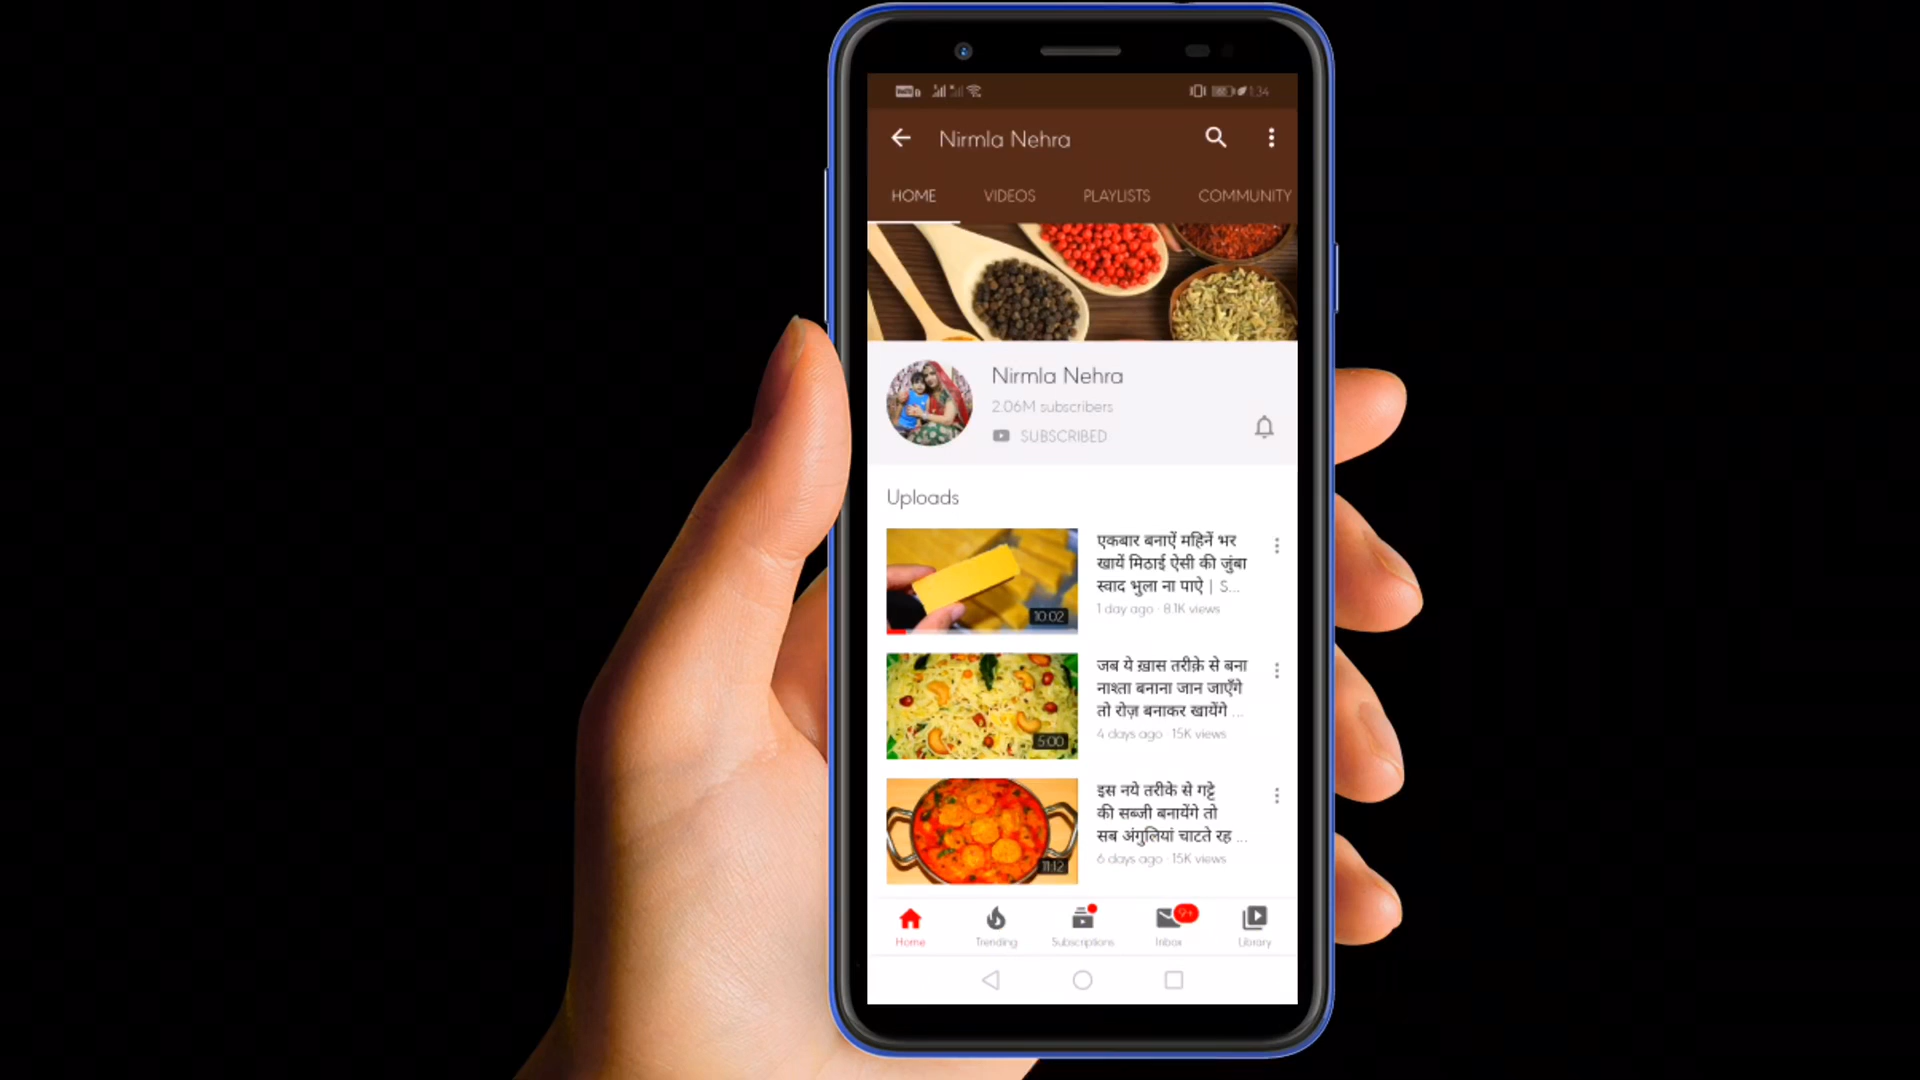 1:34
Nirmla Nehra
HOME VIDEOS PLAYLISTS COMMUNITY
Nirmla Nehra
2.06M subscribers
SUBSCRIBED
Uploads
एकबार बनाऐं महिनें भर
खायें मिठाई ऐसी की जुंबा
स्वाद भुला ना पाऐ | S...
1 day ago · 8.1K views
10:02
जब ये ख़ास तरीक़े से बना
नाश्ता बनाना जान जाएँगे
तो रोज़ बनाकर खायेंगे ...
4 days ago · 15K views
5:00
इस नये तरीके से गट्टे
की सब्जी बनायेंगे तो
सब अंगुलियां चाटते रह ...
6 days ago · 15K views
11:12
9+
Home Trending Subscriptions Inbox Library